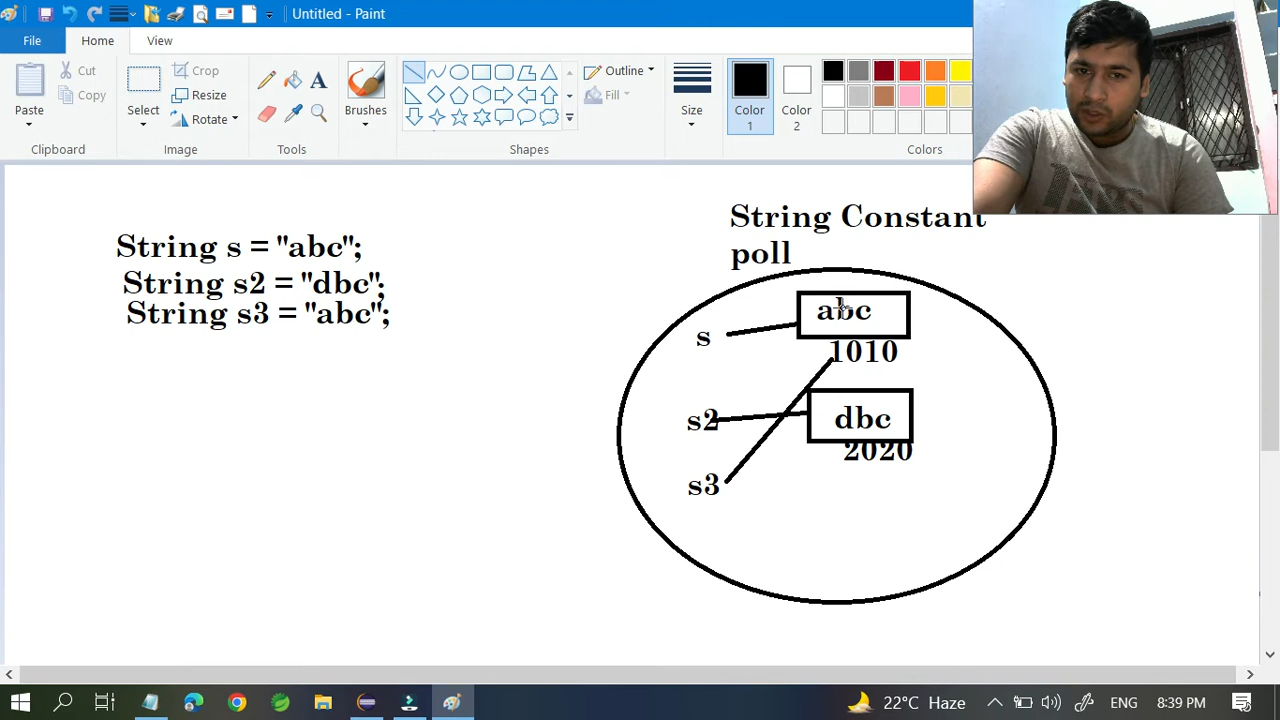 Untitled - Paint
File
Home
View
Paste
Cut
Copy
Clipboard
Select
Crop
Resize
Rotate
Image
A
Tools
Brushes
Outline
Fill
Shapes
Size
Color 1
Color 2
Colors
String s = "abc";
String s2 = "dbc";
String s3 = "abc";
String Constant
poll
abc
s
1010
s2
dbc
2020
s3
22°C Haze
ENG
8:39 PM